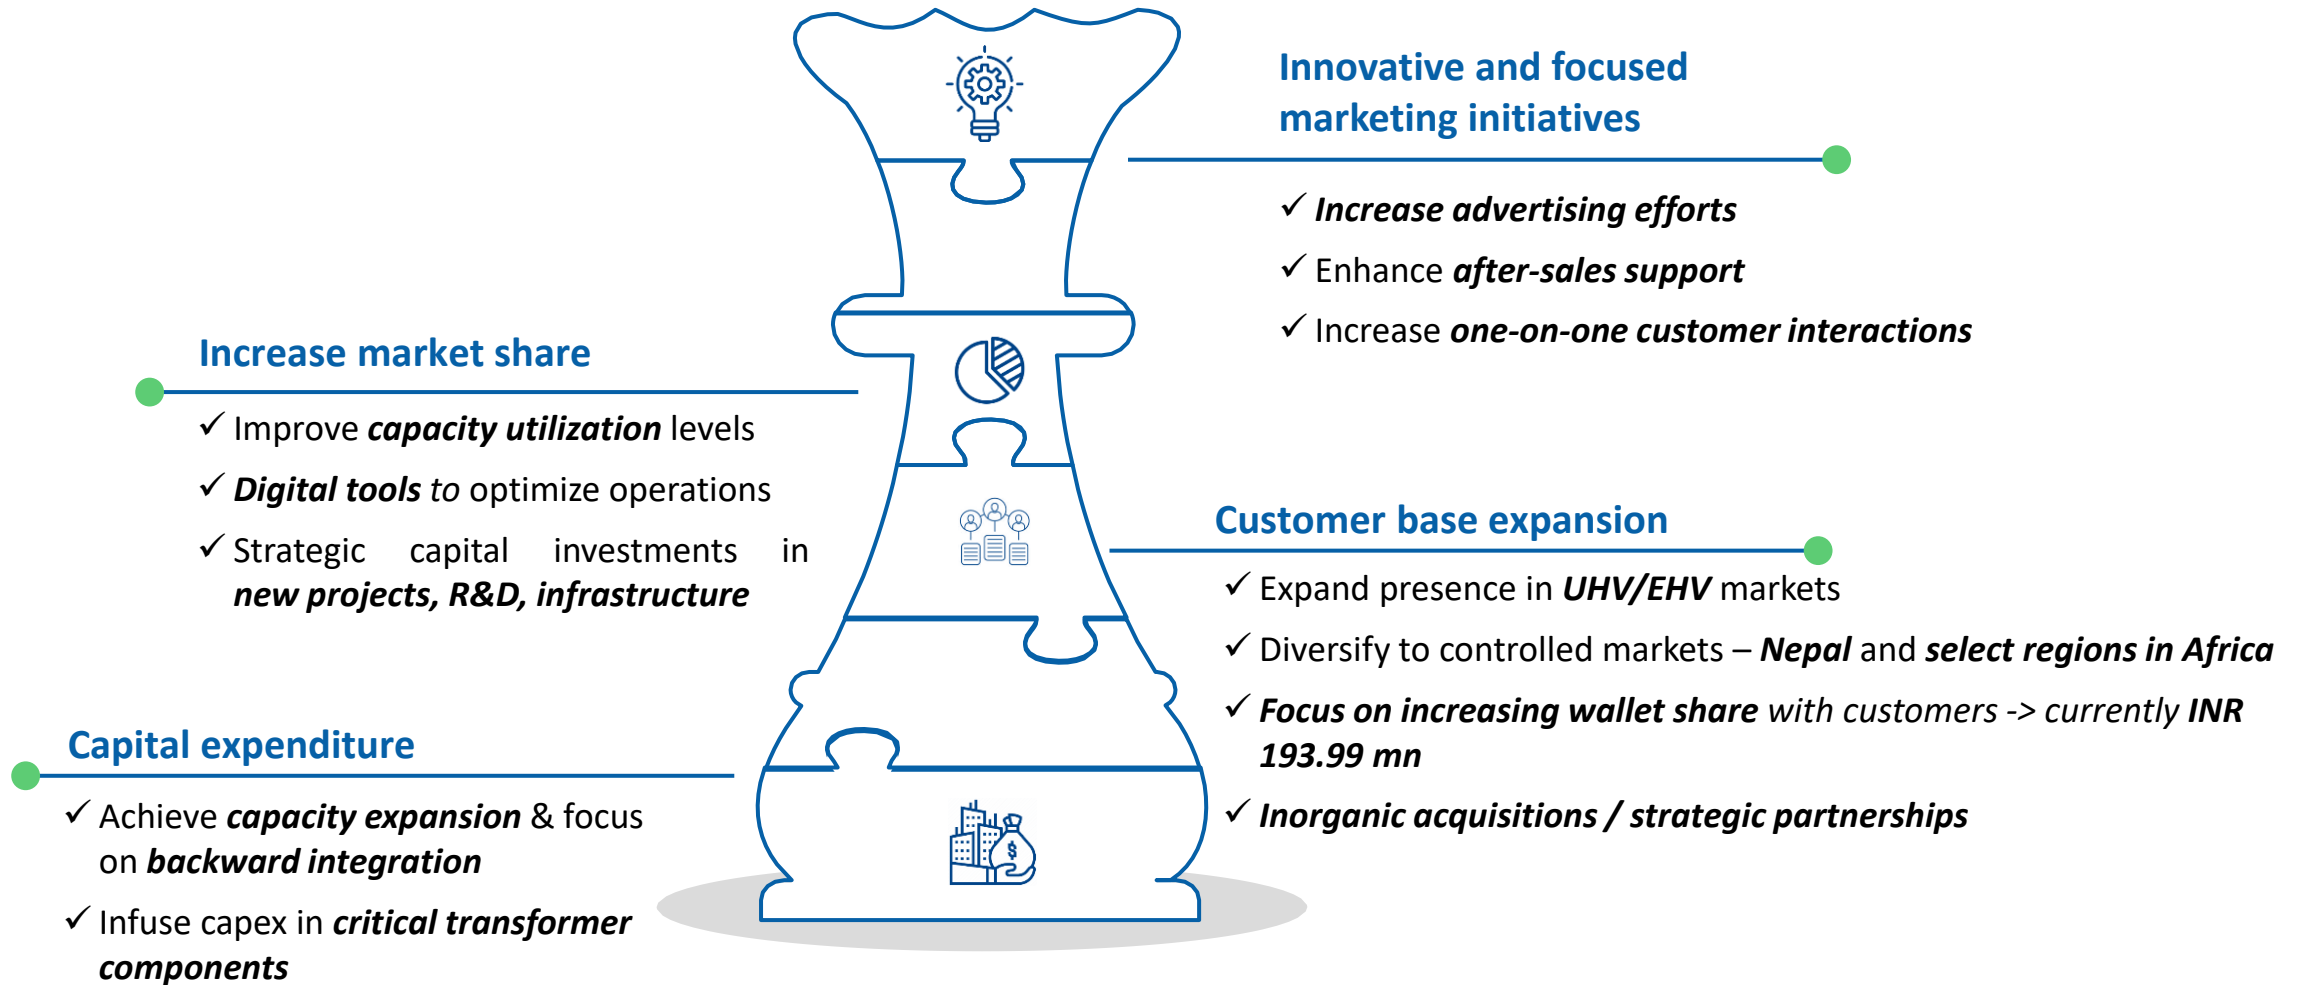 Innovative and focused
marketing initiatives
✓ Increase advertising efforts
✓ Enhance after-sales support
✓ Increase one-on-one customer interactions
Increase market share
✓ Improve capacity utilization levels
✓ Digital tools to optimize operations
✓ Strategic capital investments in
new projects, R&D, infrastructure
Customer base expansion
✓ Expand presence in UHV/EHV markets
✓ Diversify to controlled markets – Nepal and select regions in Africa
✓ Focus on increasing wallet share with customers -> currently INR
193.99 mn
✓ Inorganic acquisitions / strategic partnerships
Capital expenditure
✓ Achieve capacity expansion & focus
on backward integration
✓ Infuse capex in critical transformer
components
$